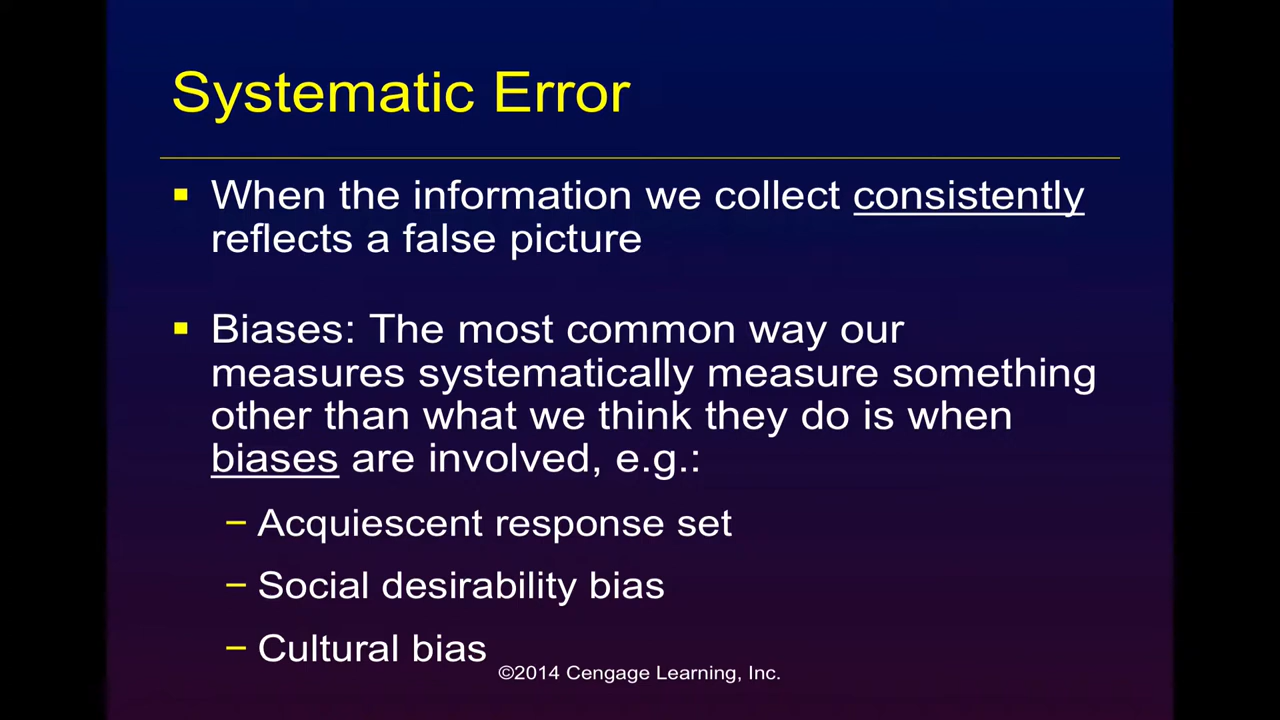 Systematic Error
When the information we collect consistently
reflects a false picture
Biases: The most common way our
measures systematically measure something
other than what we think they do is when
biases are involved, e.g.:
– Acquiescent response set
– Social desirability bias
– Cultural bias
©2014 Cengage Learning, Inc.